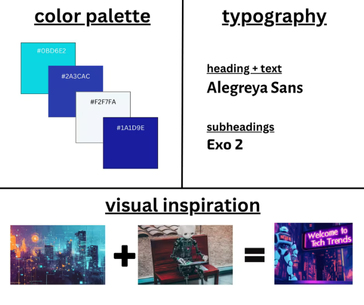 color palette
#0BD6E2
#2A3CAC
#F2F7FA
#1A1D9E
typography
heading + text
Alegreya Sans
subheadings
Exo 2
visual inspiration
+
=
Welcome to
Tech Trends